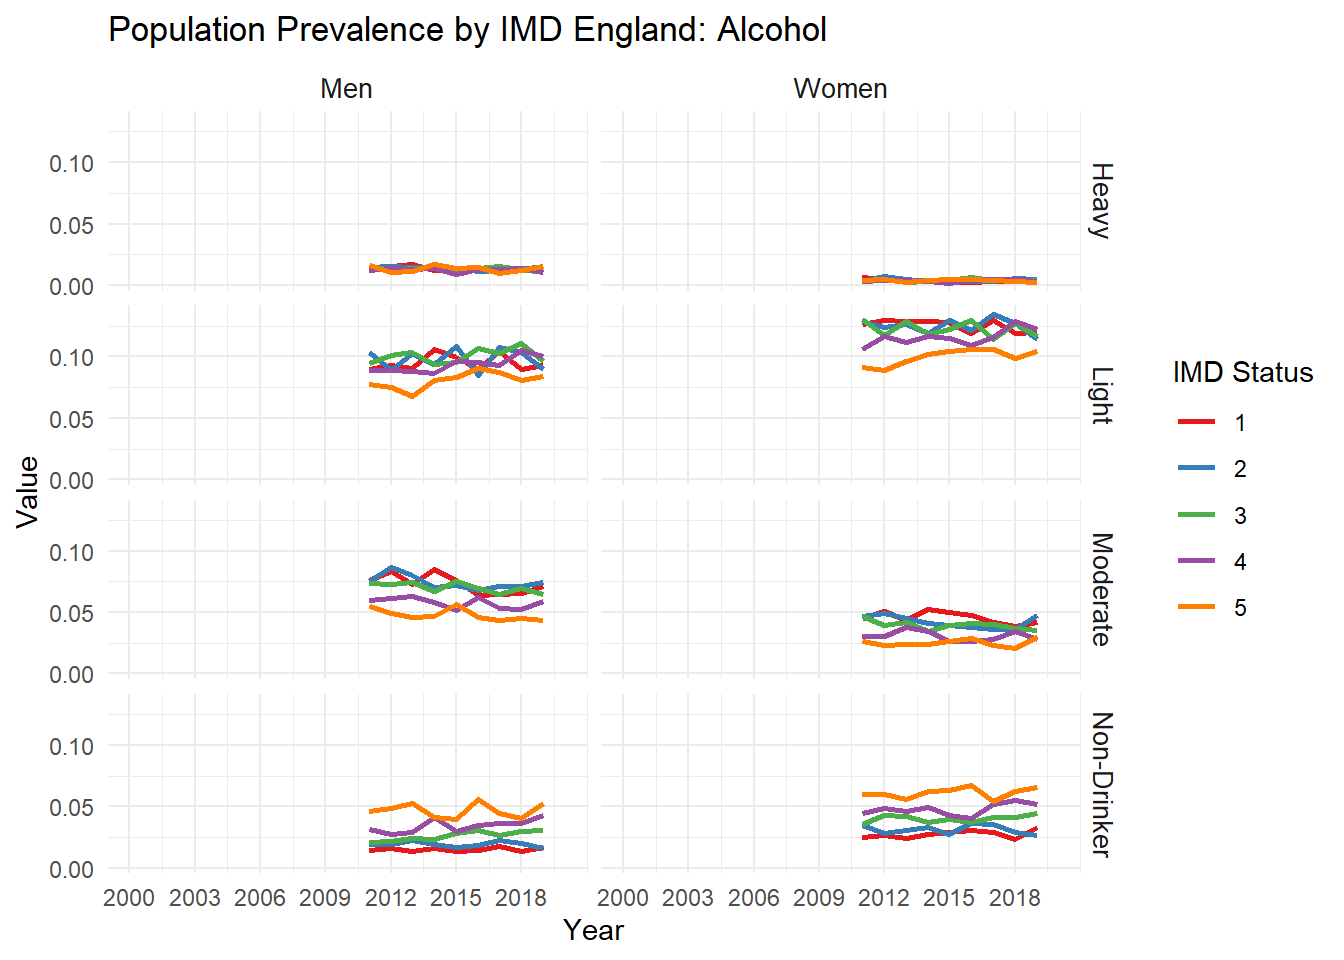 Population Prevalence by IMD England: Alcohol
Men
Women
0.10
0.05
0.00
Heavy
0.10
0.05
0.00
Light
0.10
0.05
0.00
Moderate
0.10
0.05
0.00
Non-Drinker
2000 2003 2006 2009 2012 2015 2018
2000 2003 2006 2009 2012 2015 2018
Year
Value
IMD Status
1
2
3
4
5